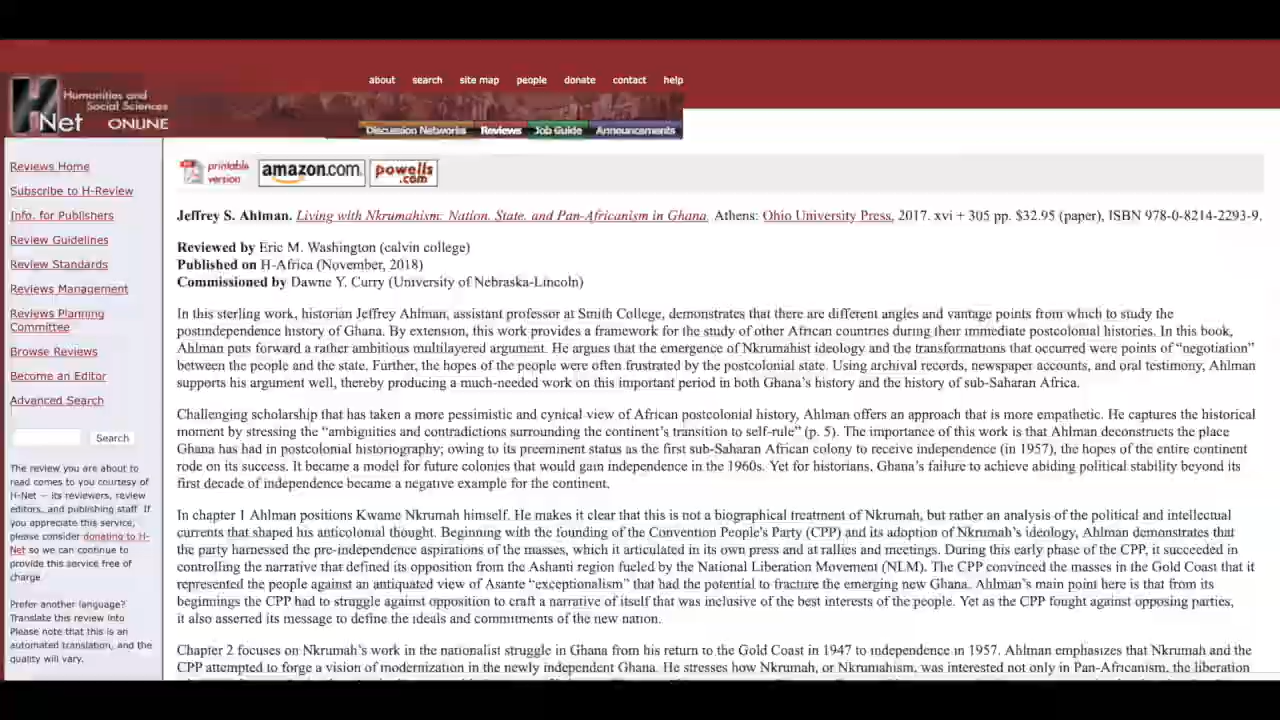 about search site map people donate contact help
H Net Humanities and Social Sciences ONLINE
Discussion Networks Reviews Job Guide Announcements
Reviews Home
Subscribe to H-Review
Info. for Publishers
Review Guidelines
Review Standards
Reviews Management
Reviews Planning
Committee
Browse Reviews
Become an Editor
Advanced Search
Search
The review you are about to
read comes to you courtesy of
H-Net -- its reviewers, review
editors, and publishing staff. If
you appreciate this service,
please consider donating to H-
Net so we can continue to
provide this service free of
charge.
Prefer another language?
Translate this review into
Please note that this is an
automated translation, and the
quality will vary.
printable version amazon.com. powells.com
Jeffrey S. Ahlman. Living with Nkrumahism: Nation, State, and Pan-Africanism in Ghana. Athens: Ohio University Press, 2017. xvi + 305 pp. $32.95 (paper), ISBN 978-0-8214-2293-9.
Reviewed by Eric M. Washington (calvin college)
Published on H-Africa (November, 2018)
Commissioned by Dawne Y. Curry (University of Nebraska-Lincoln)
In this sterling work, historian Jeffrey Ahlman, assistant professor at Smith College, demonstrates that there are different angles and vantage points from which to study the
postindependence history of Ghana. By extension, this work provides a framework for the study of other African countries during their immediate postcolonial histories. In this book,
Ahlman puts forward a rather ambitious multilayered argument. He argues that the emergence of Nkrumahist ideology and the transformations that occurred were points of “negotiation”
between the people and the state. Further, the hopes of the people were often frustrated by the postcolonial state. Using archival records, newspaper accounts, and oral testimony, Ahlman
supports his argument well, thereby producing a much-needed work on this important period in both Ghana’s history and the history of sub-Saharan Africa.
Challenging scholarship that has taken a more pessimistic and cynical view of African postcolonial history, Ahlman offers an approach that is more empathetic. He captures the historical
moment by stressing the “ambiguities and contradictions surrounding the continent’s transition to self-rule” (p. 5). The importance of this work is that Ahlman deconstructs the place
Ghana has had in postcolonial historiography; owing to its preeminent status as the first sub-Saharan African colony to receive independence (in 1957), the hopes of the entire continent
rode on its success. It became a model for future colonies that would gain independence in the 1960s. Yet for historians, Ghana’s failure to achieve abiding political stability beyond its
first decade of independence became a negative example for the continent.
In chapter 1 Ahlman positions Kwame Nkrumah himself. He makes it clear that this is not a biographical treatment of Nkrumah, but rather an analysis of the political and intellectual
currents that shaped his anticolonial thought. Beginning with the founding of the Convention People’s Party (CPP) and its adoption of Nkrumah’s ideology, Ahlman demonstrates that
the party harnessed the pre-independence aspirations of the masses, which it articulated in its own press and at rallies and meetings. During this early phase of the CPP, it succeeded in
controlling the narrative that defined its opposition from the Ashanti region fueled by the National Liberation Movement (NLM). The CPP convinced the masses in the Gold Coast that it
represented the people against an antiquated view of Asante “exceptionalism” that had the potential to fracture the emerging new Ghana. Ahlman’s main point here is that from its
beginnings the CPP had to struggle against opposition to craft a narrative of itself that was inclusive of the best interests of the people. Yet as the CPP fought against opposing parties,
it also asserted its message to define the ideals and commitments of the new nation.
Chapter 2 focuses on Nkrumah’s work in the nationalist struggle in Ghana from his return to the Gold Coast in 1947 to independence in 1957. Ahlman emphasizes that Nkrumah and the
CPP attempted to forge a vision of modernization in the newly independent Ghana. He stresses how Nkrumah, or Nkrumahism, was interested not only in Pan-Africanism, the liberation